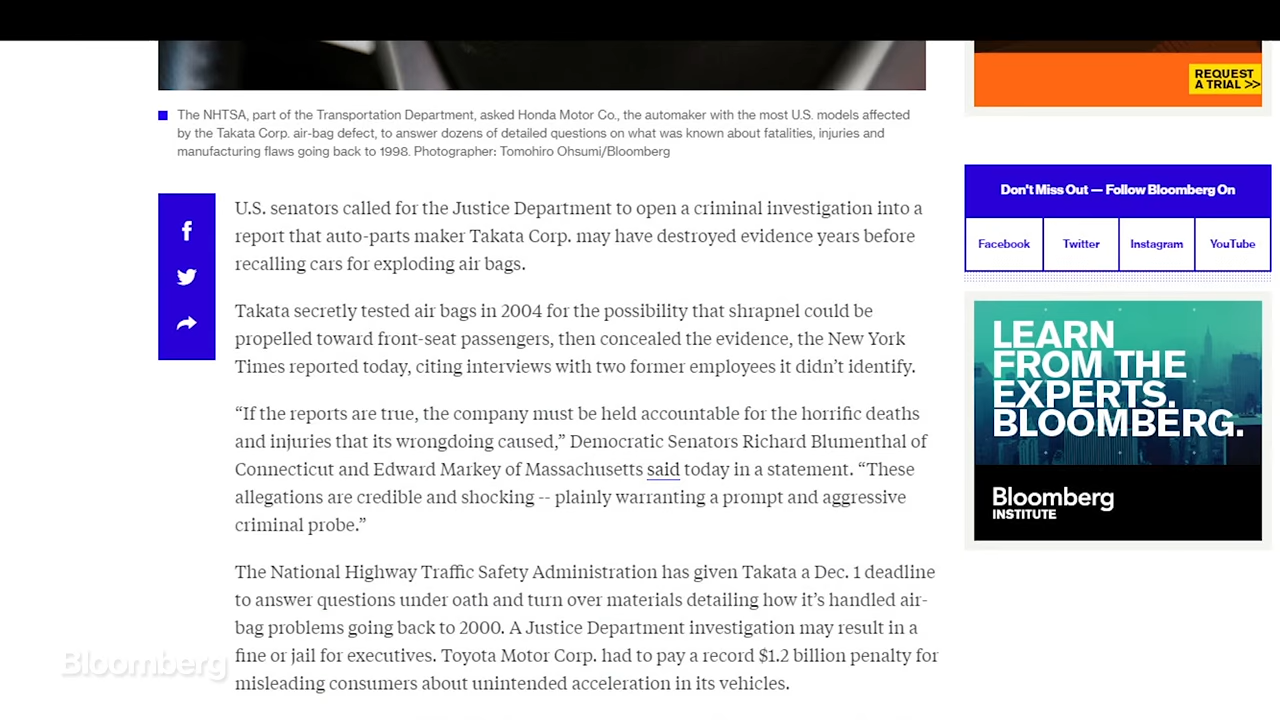 The NHTSA, part of the Transportation Department, asked Honda Motor Co., the automaker with the most U.S. models affected
by the Takata Corp. air-bag defect, to answer dozens of detailed questions on what was known about fatalities, injuries and
manufacturing flaws going back to 1998. Photographer: Tomohiro Ohsumi/Bloomberg
U.S. senators called for the Justice Department to open a criminal investigation into a
report that auto-parts maker Takata Corp. may have destroyed evidence years before
recalling cars for exploding air bags.
Takata secretly tested air bags in 2004 for the possibility that shrapnel could be
propelled toward front-seat passengers, then concealed the evidence, the New York
Times reported today, citing interviews with two former employees it didn’t identify.
“If the reports are true, the company must be held accountable for the horrific deaths
and injuries that its wrongdoing caused,” Democratic Senators Richard Blumenthal of
Connecticut and Edward Markey of Massachusetts said today in a statement. “These
allegations are credible and shocking -- plainly warranting a prompt and aggressive
criminal probe.”
The National Highway Traffic Safety Administration has given Takata a Dec. 1 deadline
to answer questions under oath and turn over materials detailing how it’s handled air-
bag problems going back to 2000. A Justice Department investigation may result in a
fine or jail for executives. Toyota Motor Corp. had to pay a record $1.2 billion penalty for
misleading consumers about unintended acceleration in its vehicles.
Bloomberg
REQUEST
A TRIAL >>
Don't Miss Out — Follow Bloomberg On
Facebook Twitter Instagram YouTube
LEARN
FROM THE
EXPERTS.
BLOOMBERG.
Bloomberg
INSTITUTE